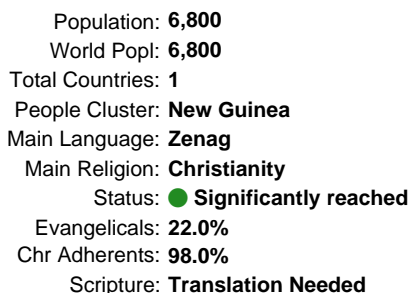 Population: 6,800
World Popl: 6,800
Total Countries: 1
People Cluster: New Guinea
Main Language: Zenag
Main Religion: Christianity
Status: Significantly reached
Evangelicals: 22.0%
Chr Adherents: 98.0%
Scripture: Translation Needed